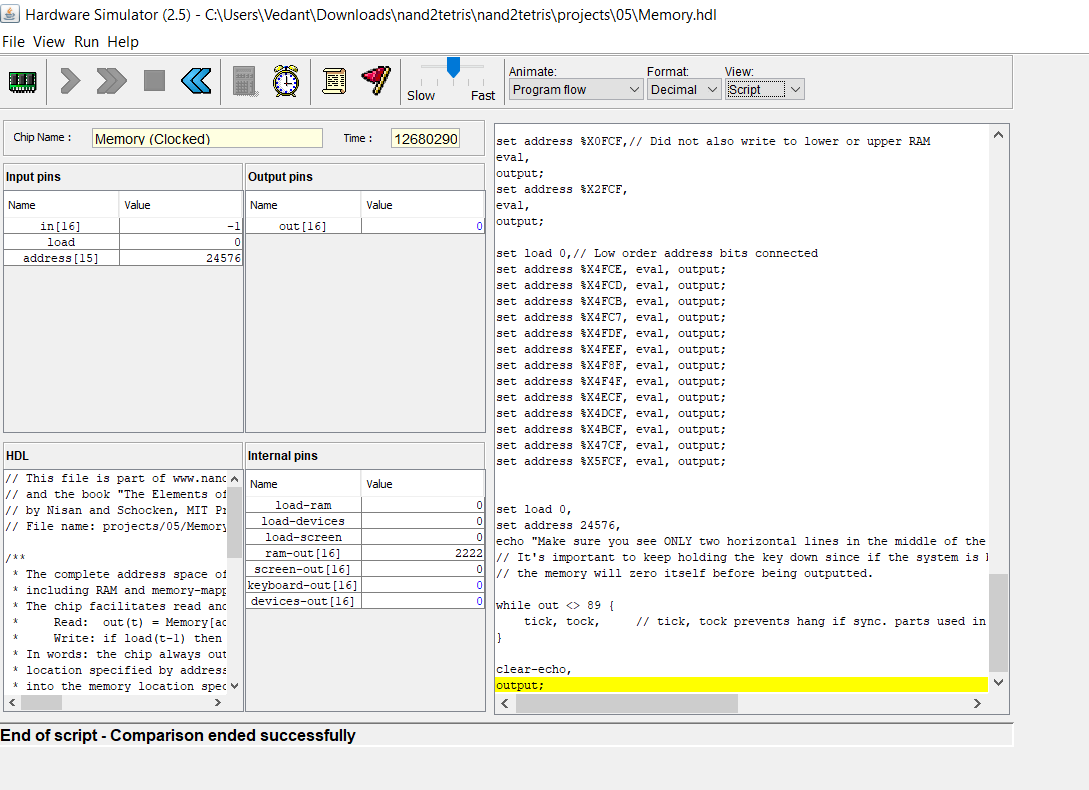 Hardware Simulator (2.5) - C:\Users\Vedant\Downloads\nand2tetris\nand2tetris\projects\05\Memory.hdl
File View Run Help
Slow Fast
Animate:
Program flow
Format:
Decimal
View:
Script
Chip Name :
Memory (Clocked)
Time :
12680290
Input pins
Name Value
in[16] -1
load 0
address[15] 24576
Output pins
Name Value
out[16] 0
HDL
// This file is part of www.nand
// and the book "The Elements of
// by Nisan and Schocken, MIT Pr
// File name: projects/05/Memory
/**
* The complete address space of
* including RAM and memory-mapp
* The chip facilitates read and
* Read: out(t) = Memory[ad
* Write: if load(t-1) then
* In words: the chip always out
* location specified by address
* into the memory location spec
Internal pins
Name Value
load-ram 0
load-devices 0
load-screen 0
ram-out[16] 2222
screen-out[16] 0
keyboard-out[16] 0
devices-out[16] 0
set address %X0FCF,// Did not also write to lower or upper RAM
eval,
output;
set address %X2FCF,
eval,
output;
set load 0,// Low order address bits connected
set address %X4FCE, eval, output;
set address %X4FCD, eval, output;
set address %X4FCB, eval, output;
set address %X4FC7, eval, output;
set address %X4FDF, eval, output;
set address %X4FEF, eval, output;
set address %X4F8F, eval, output;
set address %X4F4F, eval, output;
set address %X4ECF, eval, output;
set address %X4DCF, eval, output;
set address %X4BCF, eval, output;
set address %X47CF, eval, output;
set address %X5FCF, eval, output;
set load 0,
set address 24576,
echo "Make sure you see ONLY two horizontal lines in the middle of the
// It's important to keep holding the key down since if the system is
// the memory will zero itself before being outputted.
while out <> 89 {
tick, tock, // tick, tock prevents hang if sync. parts used in
}
clear-echo,
output;
End of script - Comparison ended successfully